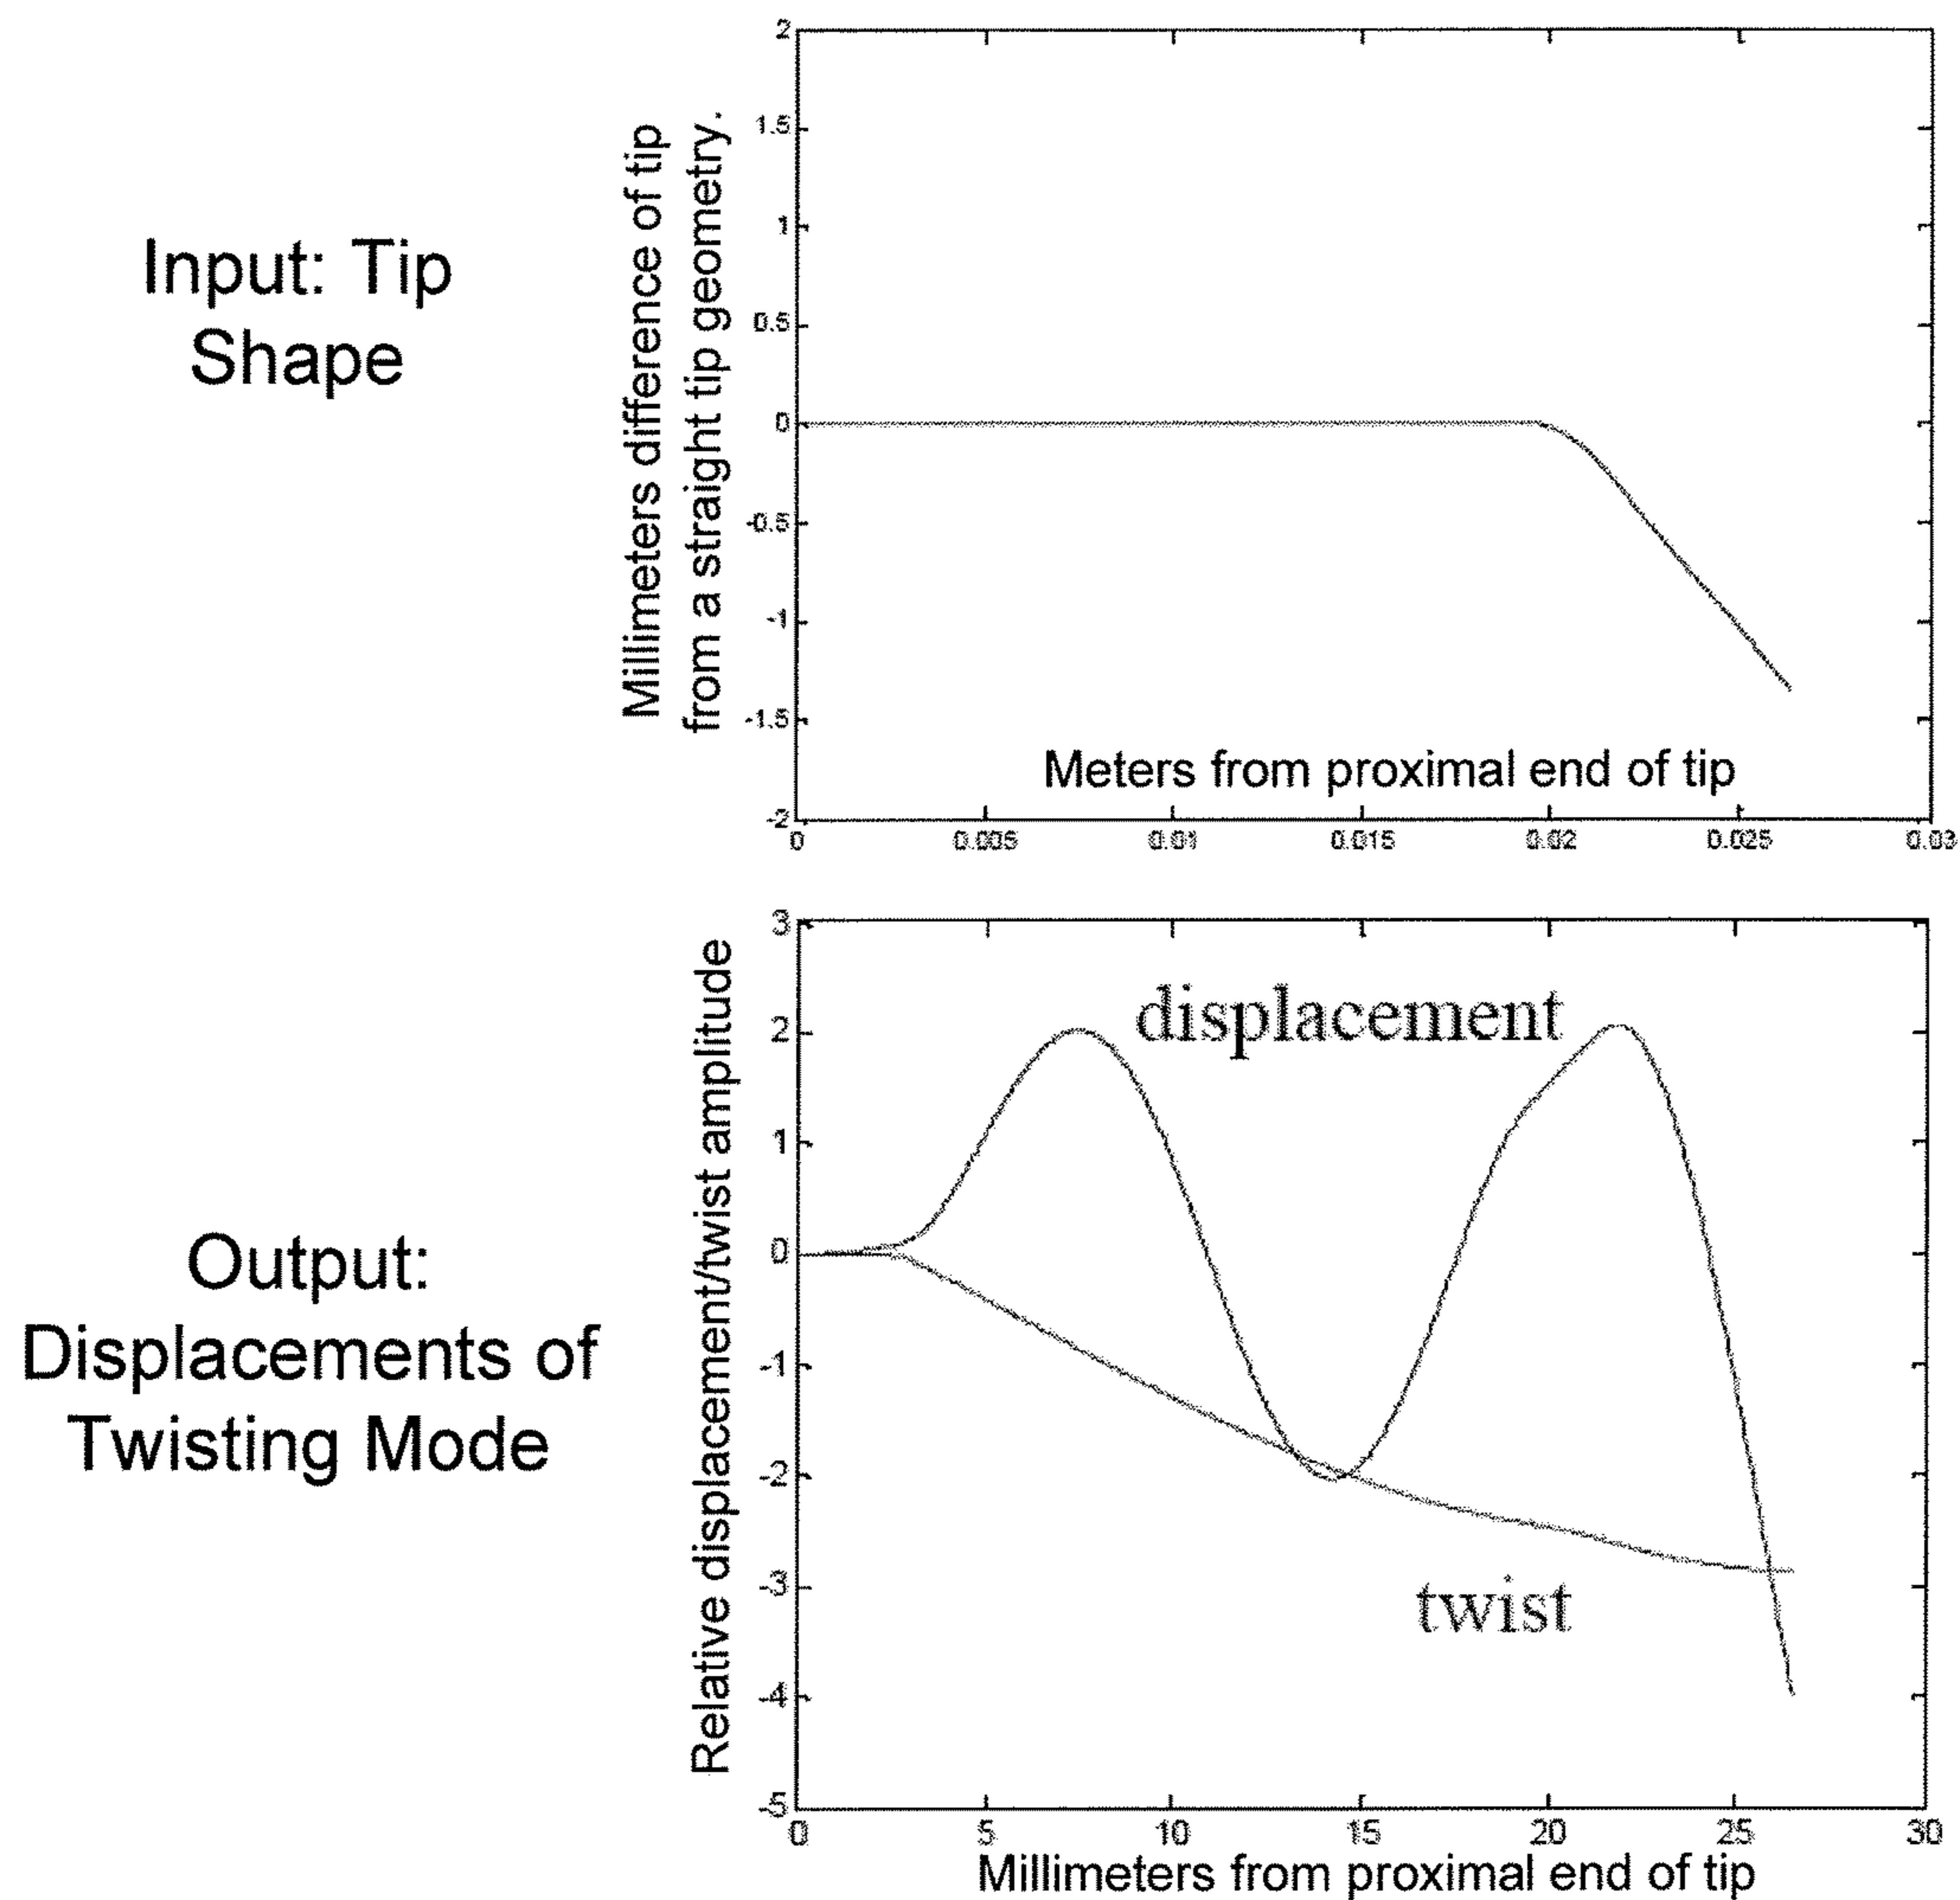 Input: Tip
Shape
Millimeters difference of tip
from a straight tip geometry.
2
1.5
1
0.5
0
-0.5
-1
-1.5
-2
Meters from proximal end of tip
0
0.005
0.01
0.015
0.02
0.025
0.03
Output:
Displacements of
Twisting Mode
Relative displacement/twist amplitude
3
2
1
0
-1
-2
-3
-4
-5
displacement
twist
0
5
10
15
20
25
30
Millimeters from proximal end of tip